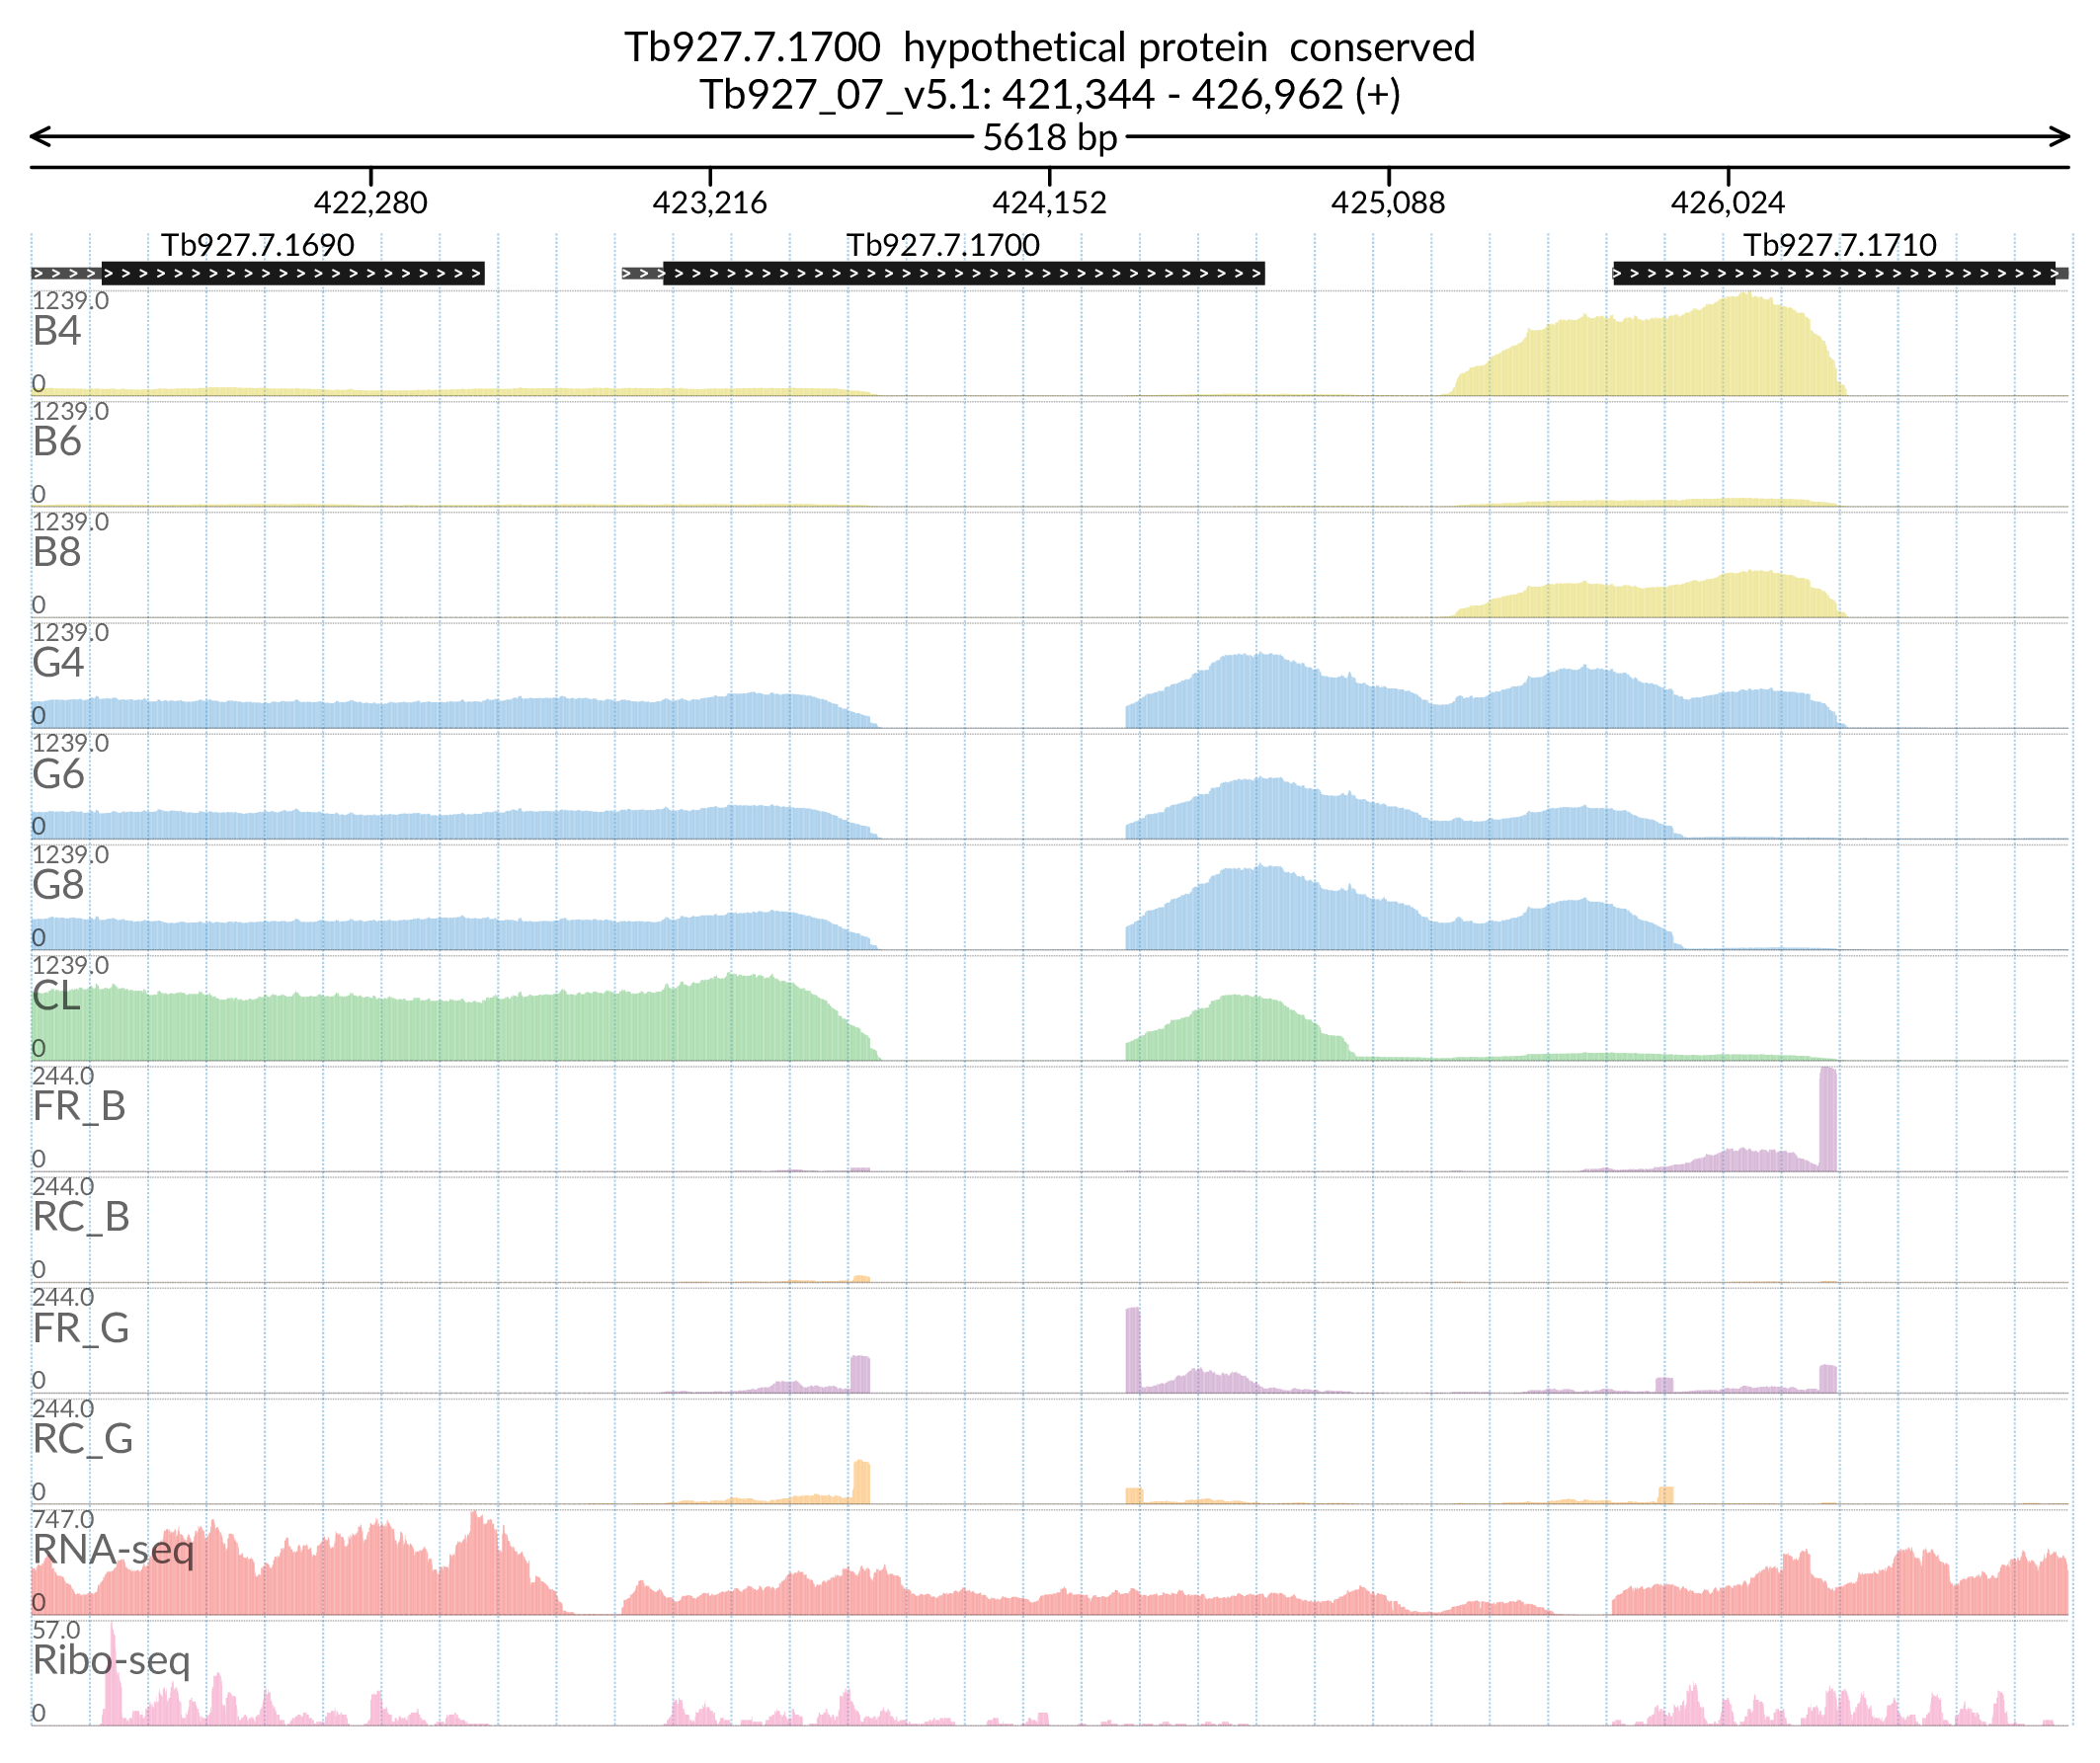 Tb927.7.1700 hypothetical protein conserved
Tb927_07_v5.1: 421,344 - 426,962 (+)
5618 bp
422,280 423,216 424,152 425,088 426,024
Tb927.7.1690 Tb927.7.1700 Tb927.7.1710
1239.0
B4
0
1239.0
B6
0
1239.0
B8
0
1239.0
G4
0
1239.0
G6
0
1239.0
G8
0
1239.0
CL
0
244.0
FR_B
0
244.0
RC_B
0
244.0
FR_G
0
244.0
RC_G
0
747.0
RNA-seq
0
57.0
Ribo-seq
0